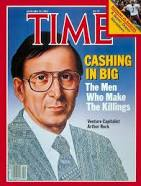 TIME
CASHING
IN BIG
The Men
Who Make
The Killings
Venture Capitalist
Arthur Rock